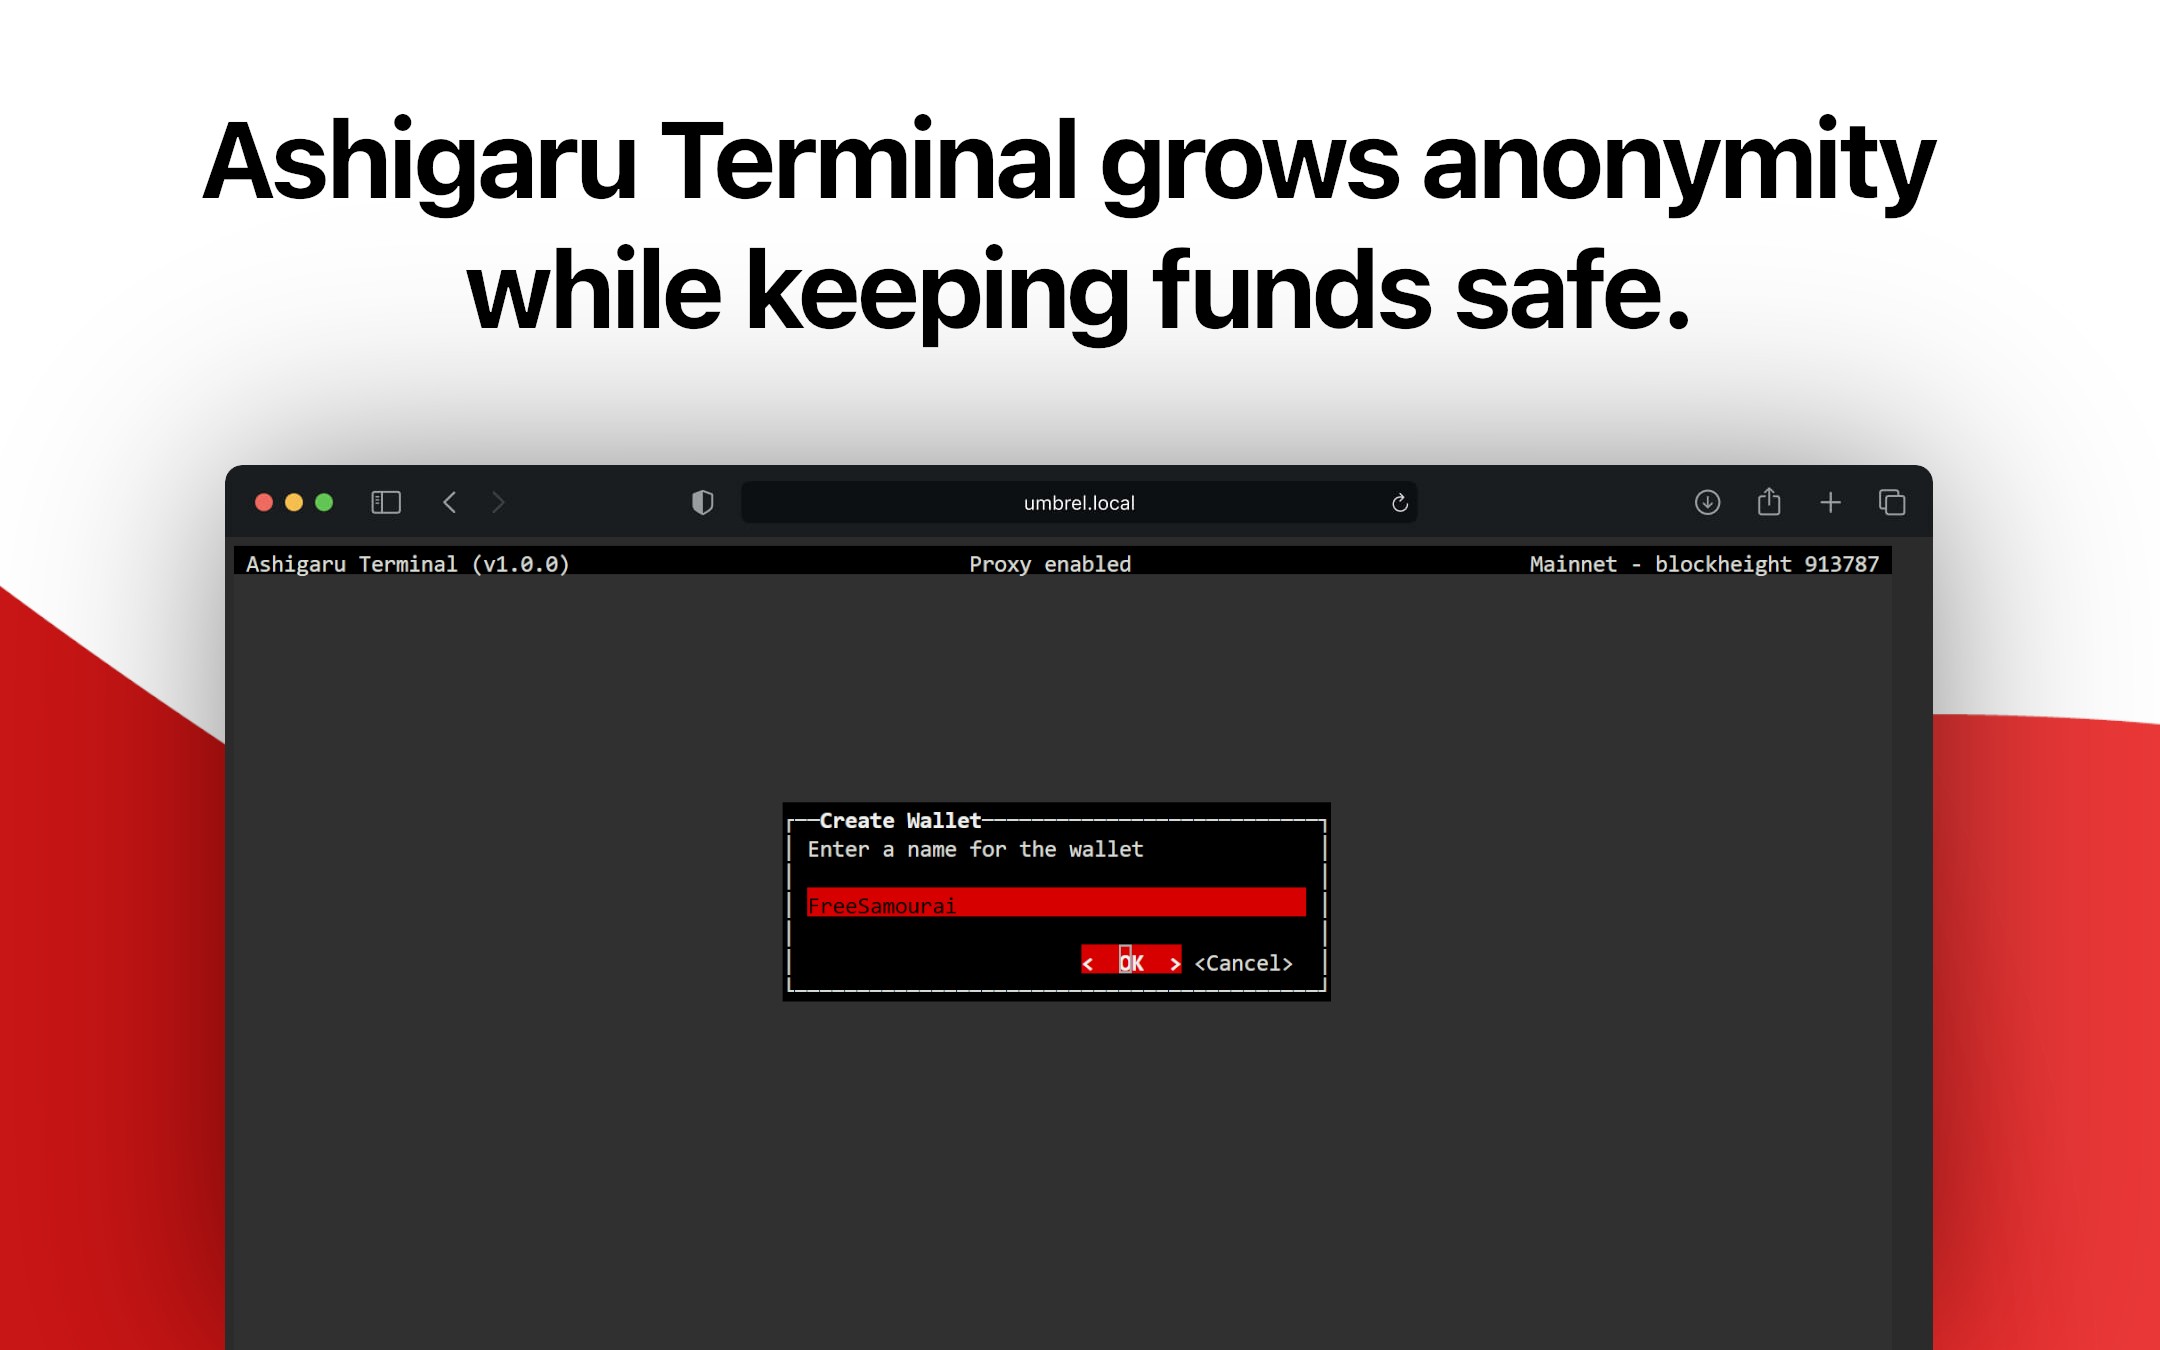 Ashigaru Terminal grows anonymity
while keeping funds safe.
umbrel.local
Ashigaru Terminal (v1.0.0) Proxy enabled Mainnet - blockheight 913787
Create Wallet
Enter a name for the wallet
FreeSamourai
< OK > <Cancel>